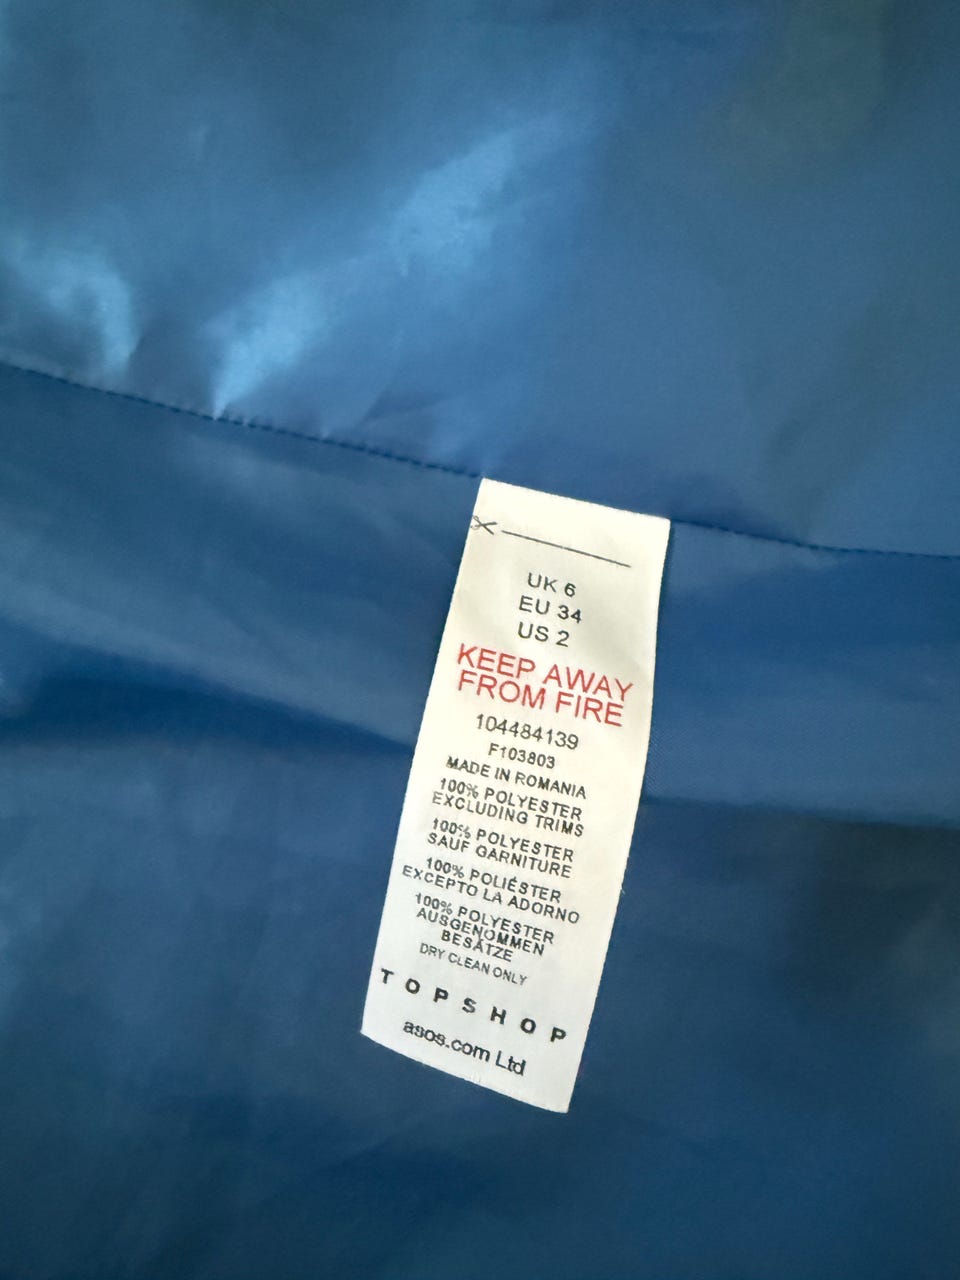 UK 6
EU 34
US 2
KEEP AWAY
FROM FIRE
104484139
F103803
MADE IN ROMANIA
100% POLYESTER
EXCLUDING TRIMS
100% POLYESTER
SAUF GARNITURE
100% POLIÉSTER
EXCEPTO LA ADORNO
100% POLYESTER
AUSGENOMMEN
BESÄTZE
DRY CLEAN ONLY
TOPSHOP
asos.com Ltd